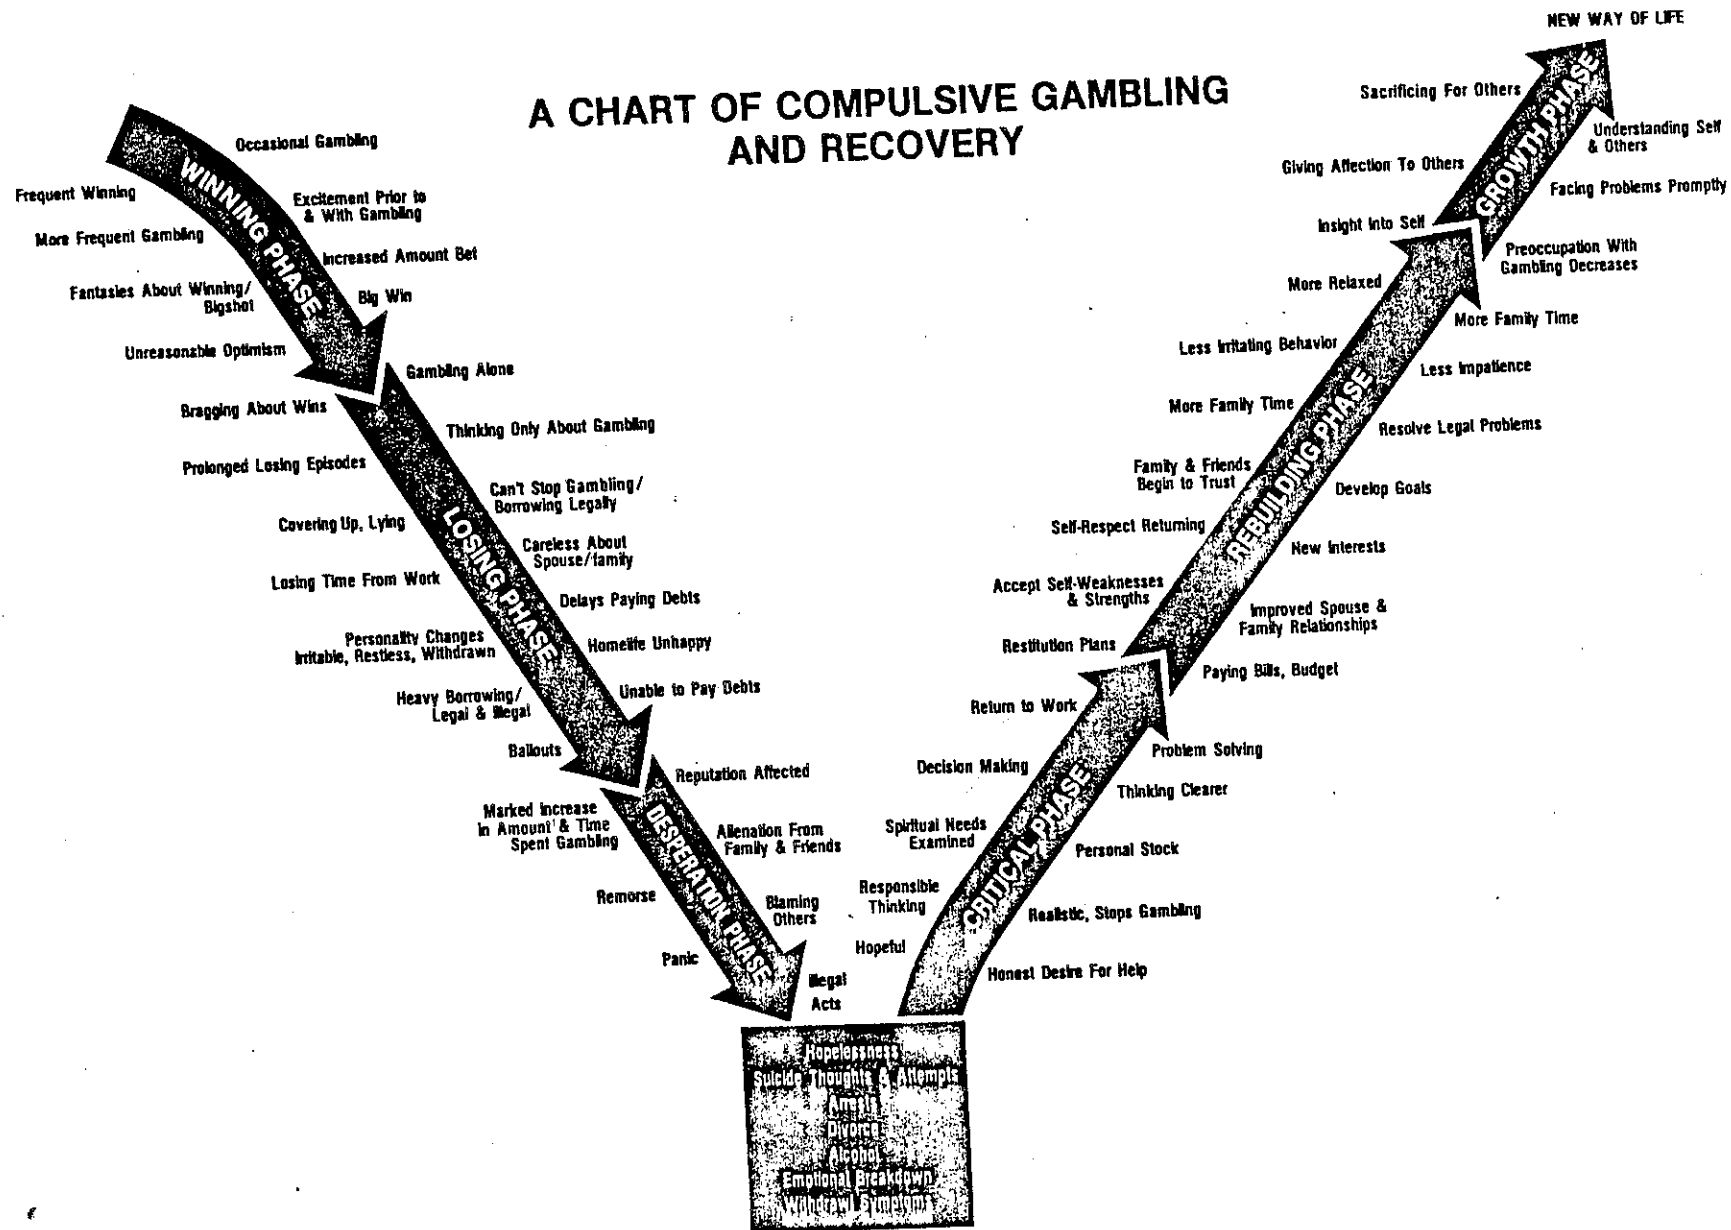 A CHART OF COMPULSIVE GAMBLING
AND RECOVERY
WINNING PHASE
Occasional Gambling
Frequent Winning
Excitement Prior to
& With Gambling
More Frequent Gambling
Increased Amount Bet
Fantasies About Winning/
Bigshot
Big Win
Unreasonable Optimism
LOSING PHASE
Gambling Alone
Bragging About Wins
Thinking Only About Gambling
Prolonged Losing Episodes
Can't Stop Gambling/
Borrowing Legally
Covering Up, Lying
Careless About
Spouse/family
Losing Time From Work
Delays Paying Debts
Personality Changes
Irritable, Restless, Withdrawn
Homelife Unhappy
Heavy Borrowing/
Legal & Illegal
Unable to Pay Debts
Bailouts
DESPERATION PHASE
Reputation Affected
Marked Increase
in Amount & Time
Spent Gambling
Alienation From
Family & Friends
Remorse
Blaming
Others
Panic
Illegal
Acts
Hopelessness
Suicide Thoughts & Attempts
Arrests
Divorce
Alcohol
Emotional Breakdown
Withdrawl Symptoms
CRITICAL PHASE
Honest Desire For Help
Hopeful
Realistic, Stops Gambling
Responsible
Thinking
Personal Stock
Spiritual Needs
Examined
Thinking Clearer
Decision Making
Problem Solving
Return to Work
REBUILDING PHASE
Paying Bills, Budget
Restitution Plans
Improved Spouse &
Family Relationships
Accept Self-Weaknesses
& Strengths
New Interests
Self-Respect Returning
Develop Goals
Family & Friends
Begin to Trust
Resolve Legal Problems
More Family Time
Less Impatience
Less Irritating Behavior
More Family Time
More Relaxed
GROWTH PHASE
Preoccupation With
Gambling Decreases
Insight Into Self
Facing Problems Promptly
Giving Affection To Others
Understanding Self
& Others
Sacrificing For Others
NEW WAY OF LIFE